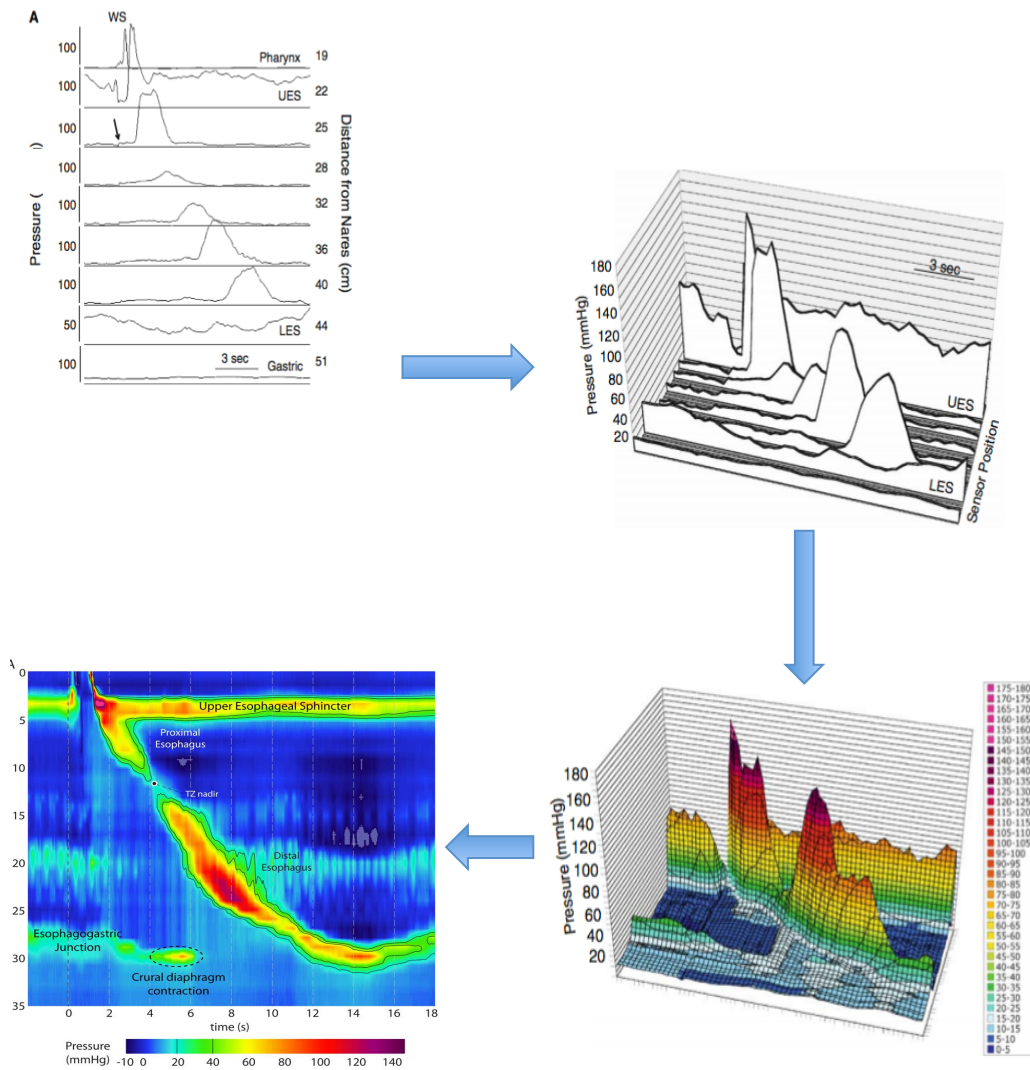 A
WS
100
Pharynx
19
100
UES
22
100
25
100
28
100
32
100
36
100
40
50
LES
44
100
3 sec
Gastric
51
Pressure (
Distance from Nares (cm)
3 sec
180
160
140
120
100
80
60
40
20
Pressure (mmHg)
UES
LES
Sensor Position
180
160
140
120
100
80
60
40
20
Pressure (mmHg)
175-180
170-175
165-170
160-165
155-160
150-155
145-150
140-145
135-140
130-135
125-130
120-125
115-120
110-115
105-110
100-105
95-100
90-95
85-90
80-85
75-80
70-75
65-70
60-65
55-60
50-55
45-50
40-45
35-40
30-35
25-30
20-25
15-20
10-15
5-10
0-5
0
5
10
15
20
25
30
35
Upper Esophageal Sphincter
Proximal
Esophagus
TZ nadir
Distal
Esophagus
Esophagogastric
Junction
Crural diaphragm
contraction
0 2 4 6 8 10 12 14 16 18
time (s)
Pressure
(mmHg)
-10 0 20 40 60 80 100 120 140